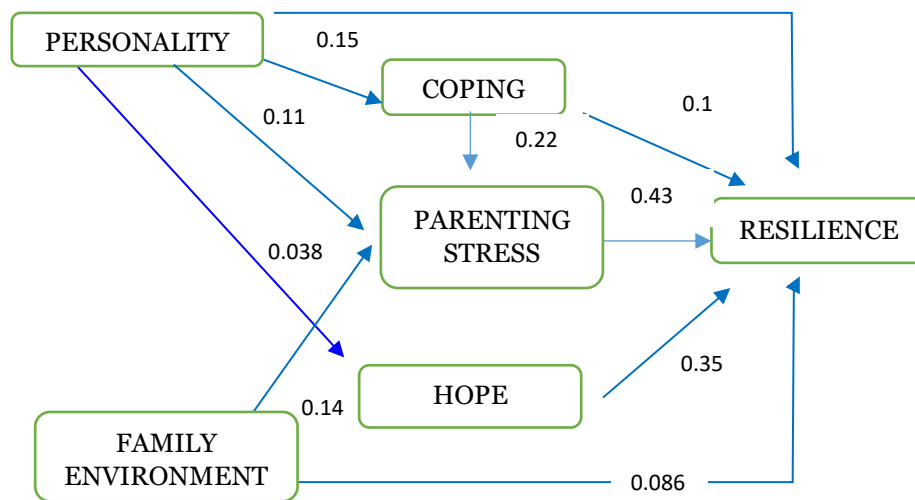 PERSONALITY
0.15
COPING
0.1
0.11
0.22
PARENTING
STRESS
0.43
RESILIENCE
0.038
0.35
HOPE
0.14
FAMILY
ENVIRONMENT
0.086